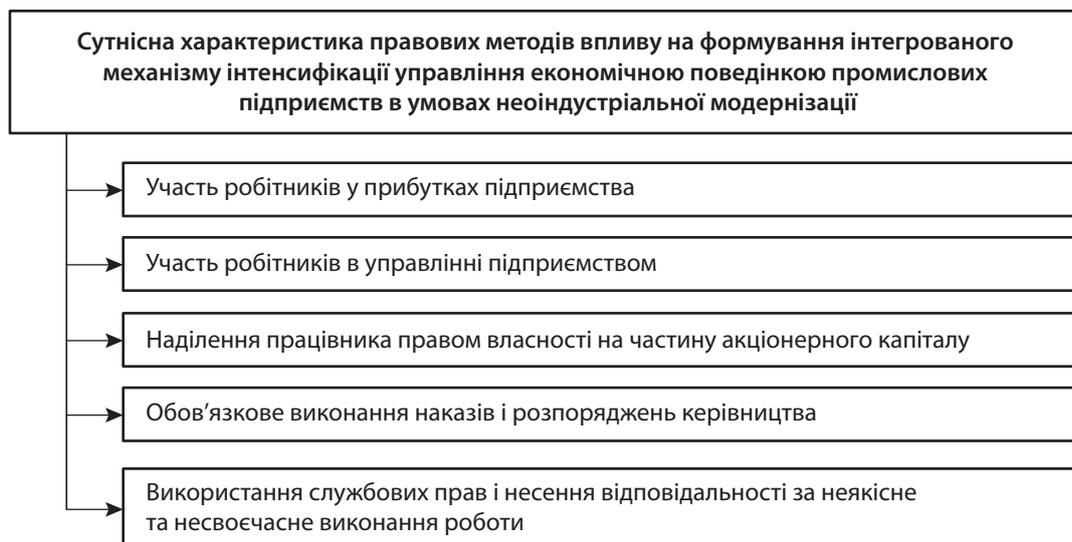 Сутнісна характеристика правових методів впливу на формування інтегрованого
механізму інтенсифікації управління економічною поведінкою промислових
підприємств в умовах неоіндустріальної модернізації
Участь робітників у прибутках підприємства
Участь робітників в управлінні підприємством
Наділення працівника правом власності на частину акціонерного капіталу
Обов’язкове виконання наказів і розпоряджень керівництва
Використання службових прав і несення відповідальності за неякісне
та несвоєчасне виконання роботи